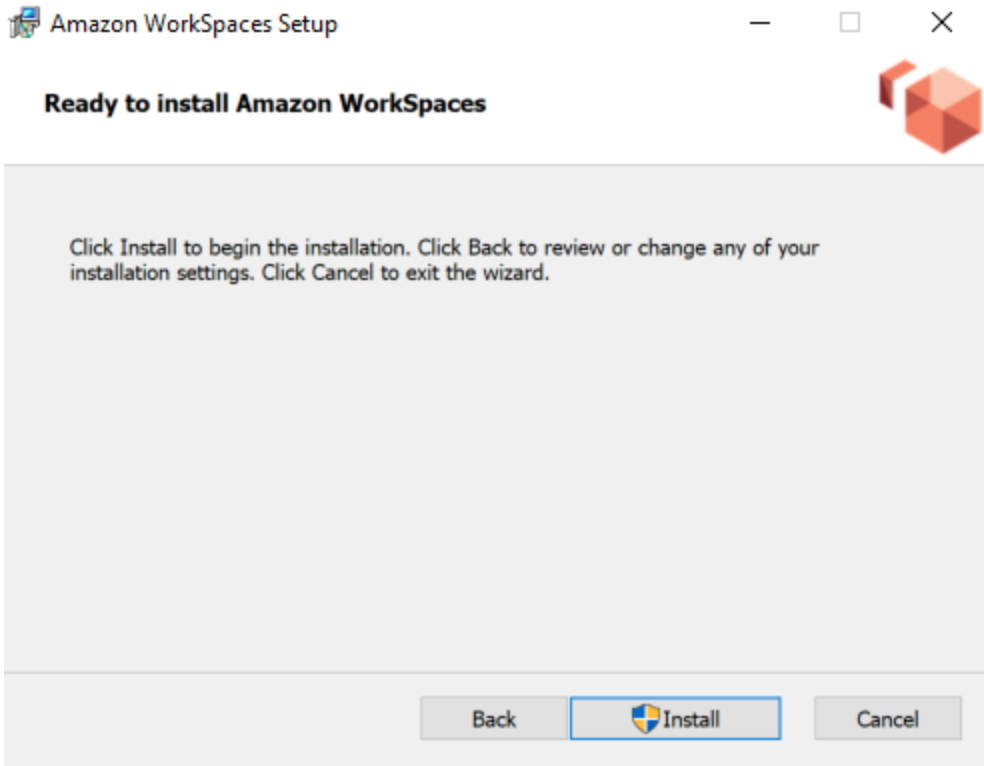 Amazon WorkSpaces Setup
Ready to install Amazon WorkSpaces
Click Install to begin the installation. Click Back to review or change any of your
installation settings. Click Cancel to exit the wizard.
Back
Install
Cancel